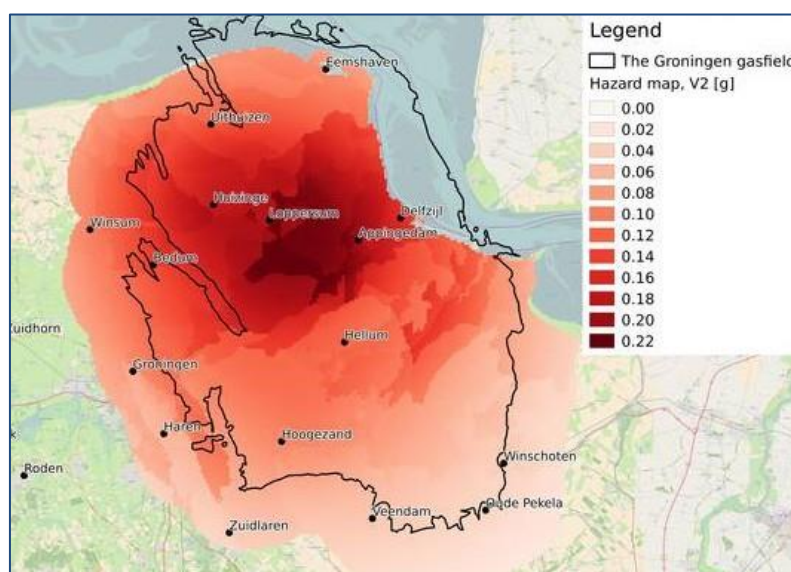 Legend
The Groningen gasfield
Hazard map, V2 [g]
0.00
0.02
0.04
0.06
0.08
0.10
0.12
0.14
0.16
0.18
0.20
0.22
Eemshaven
Uithuizen
Huizinge
Loppersum
Delfzijl
Winsum
Appingedam
Bedum
Zuidhorn
Hellum
Groningen
Haren
Hoogezand
Winschoten
Roden
Oude Pekela
Veendam
Zuidlaren